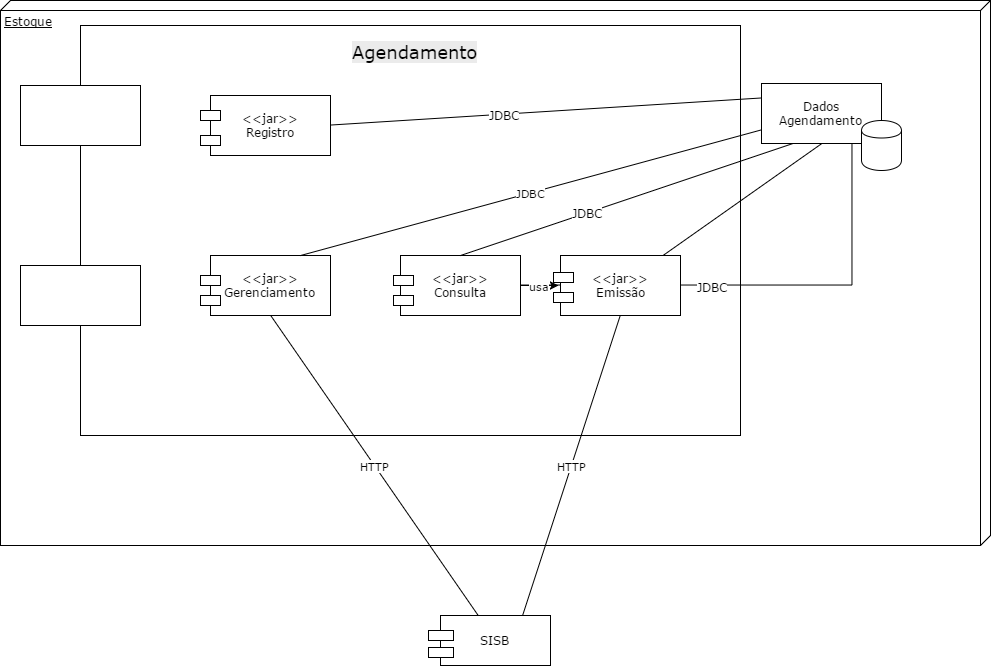 Estoque
Agendamento
<<jar>>
Registro
JDBC
Dados
Agendamento
JDBC
JDBC
<<jar>>
Gerenciamento
<<jar>>
Consulta
usa
<<jar>>
Emissão
JDBC
HTTP
HTTP
SISB